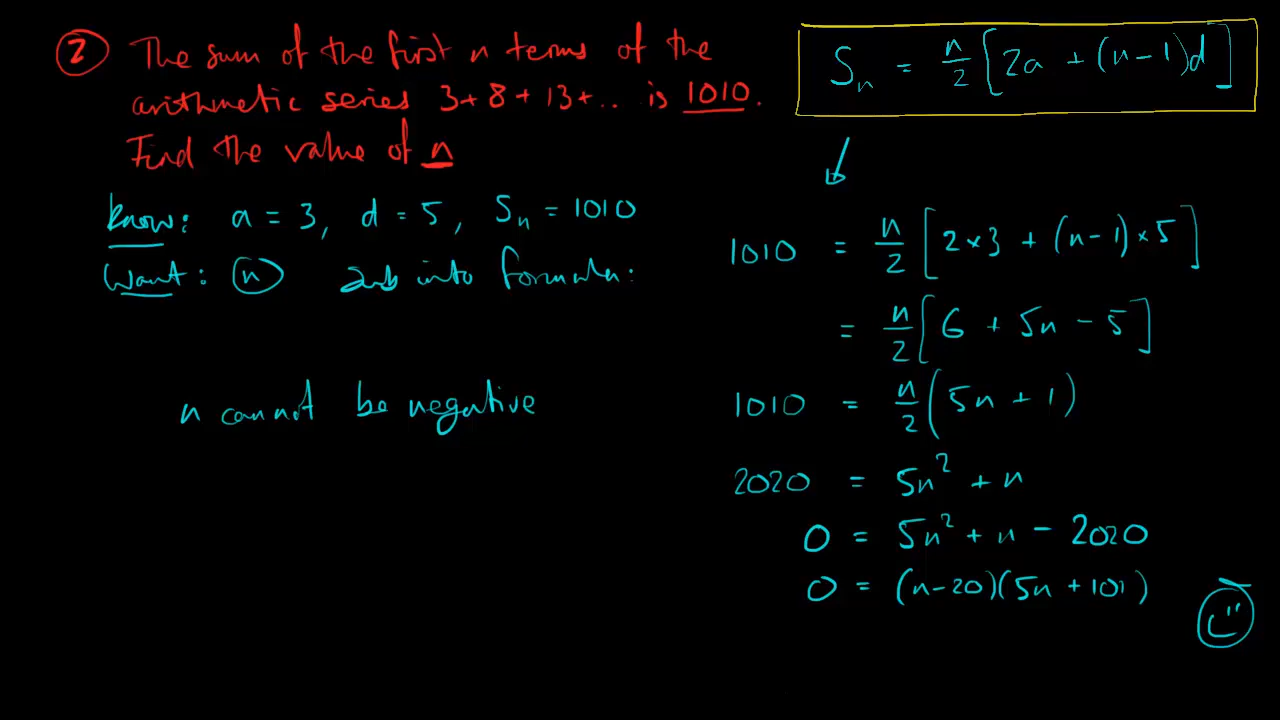 ② The sum of the first n terms of the
arithmetic series 3 + 8 + 13 + .. is 1010.
Find the value of n
Know: a = 3, d = 5, Sₙ = 1010
Want: n sub into formula:
n cannot be negative
Sₙ = n/2 [2a + (n-1)d]
1010 = n/2 [2×3 + (n-1)×5]
= n/2 [6 + 5n - 5]
1010 = n/2 (5n + 1)
2020 = 5n² + n
0 = 5n² + n - 2020
0 = (n-20)(5n + 101)